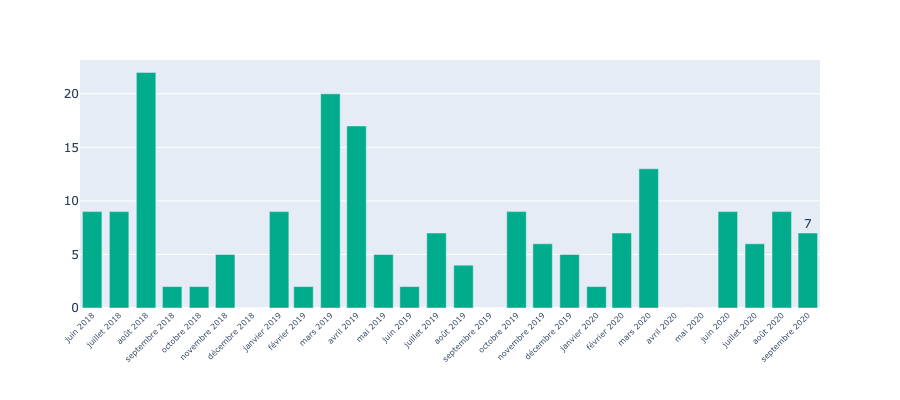 20
15
10
5
0
7
juin 2018
juillet 2018
août 2018
septembre 2018
octobre 2018
novembre 2018
décembre 2018
janvier 2019
février 2019
mars 2019
avril 2019
mai 2019
juin 2019
juillet 2019
août 2019
septembre 2019
octobre 2019
novembre 2019
décembre 2019
janvier 2020
février 2020
mars 2020
avril 2020
mai 2020
juin 2020
juillet 2020
août 2020
septembre 2020